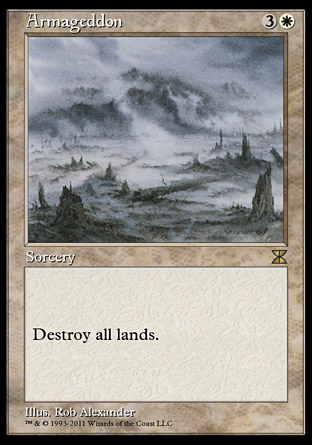 Armageddon 3
Sorcery
Destroy all lands.
Illus. Rob Alexander
™ & © 1993-2011 Wizards of the Coast LLC